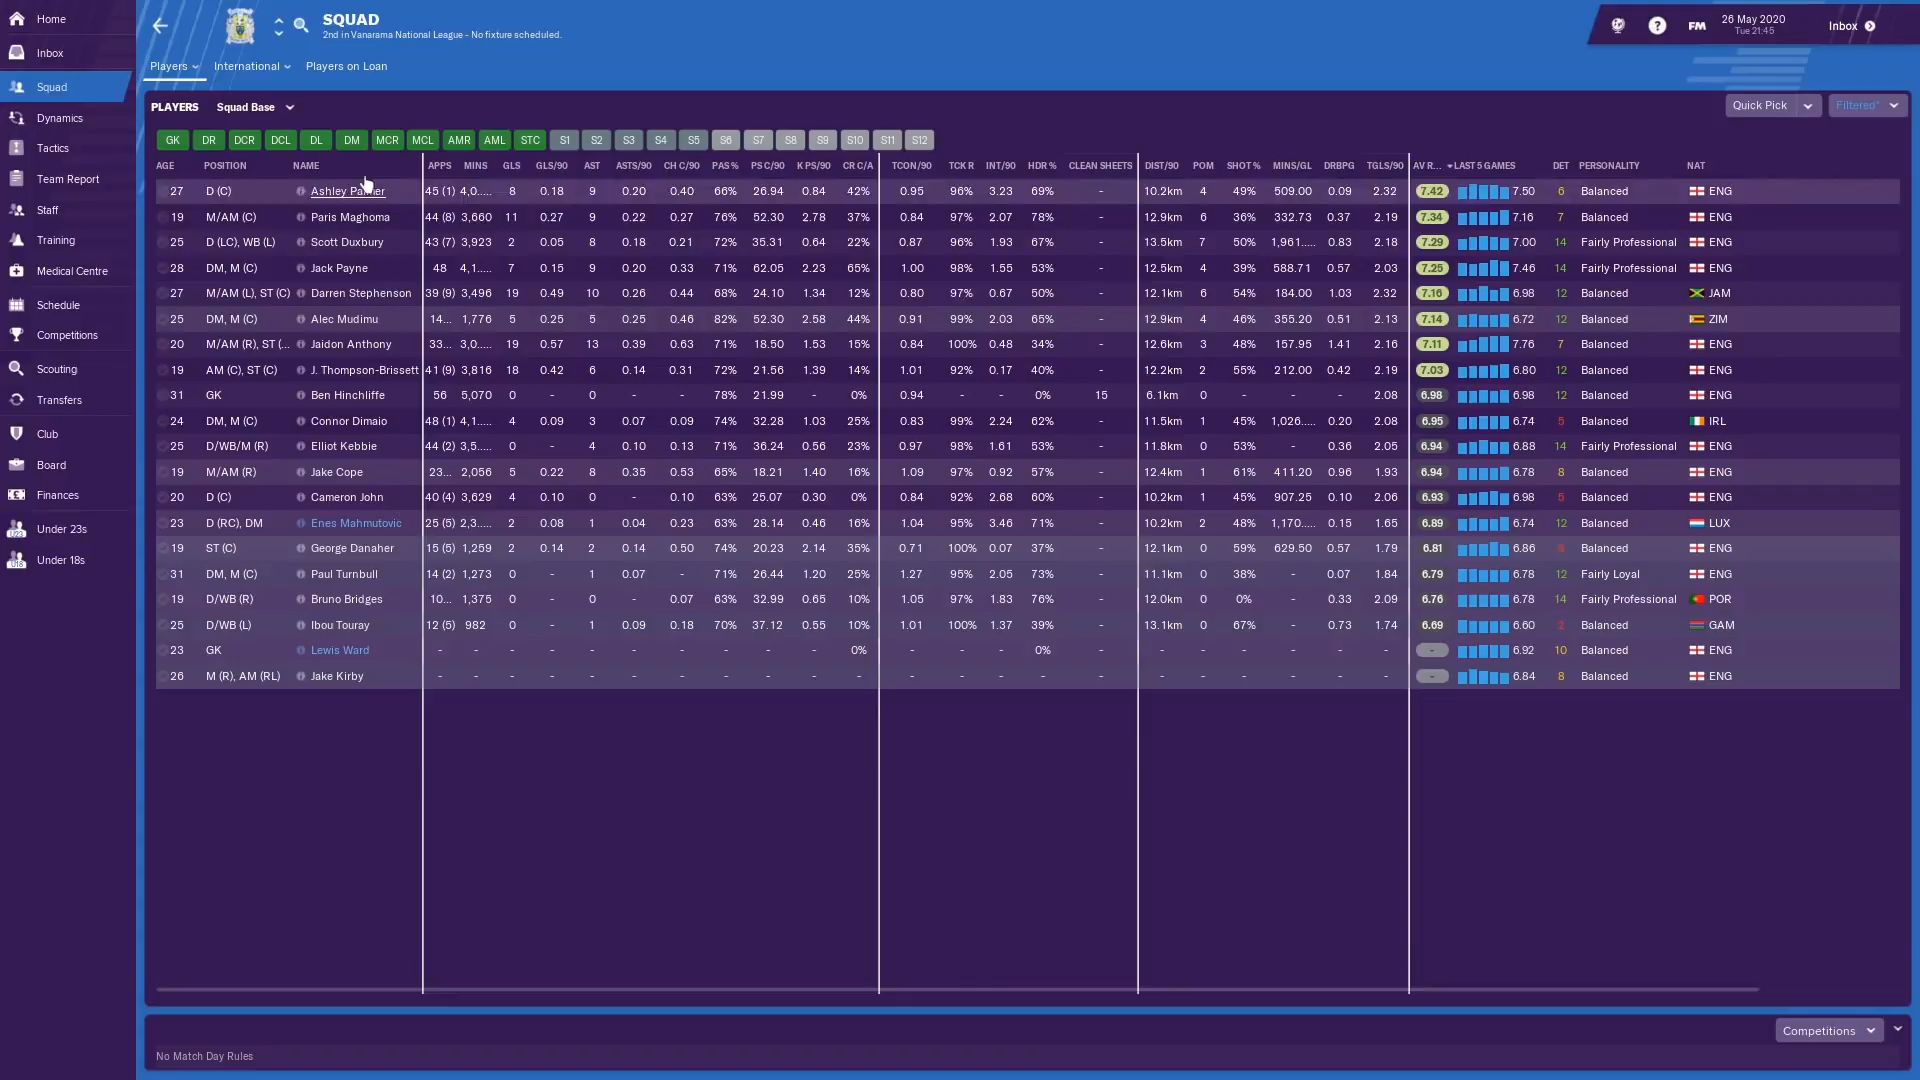 Home
Inbox
Squad
Dynamics
Tactics
Team Report
Staff
Training
Medical Centre
Schedule
Competitions
Scouting
Transfers
Club
Board
Finances
Under 23s
Under 18s
SQUAD
2nd in Vanarama National League - No fixture scheduled.
FM 26 May 2020 Inbox
Tue 21:45
Players International Players on Loan
PLAYERS Squad Base Quick Pick Filtered*
GK DR DCR DCL DL DM MCR MCL AMR AML STC S1 S2 S3 S4 S5 S6 S7 S8 S9 S10 S11 S12
AGE POSITION NAME APPS MINS GLS GLS/90 AST ASTS/90 CH C/90 PAS % PS C/90 K PS/90 CR C/A TCON/90 TCK R INT/90 HDR % CLEAN SHEETS DIST/90 POM SHOT % MINS/GL DRBPG TGLS/90 AV R... LAST 5 GAMES DET PERSONALITY NAT
27 D (C) Ashley Palmer 45 (1) 4,0..... 8 0.18 9 0.20 0.40 66% 26.94 0.84 42% 0.95 96% 3.23 69% - 10.2km 4 49% 509.00 0.09 2.32 7.42 7.50 6 Balanced ENG
19 M/AM (C) Paris Maghoma 44 (8) 3,660 11 0.27 9 0.22 0.27 76% 52.30 2.78 37% 0.84 97% 2.07 78% - 12.9km 6 36% 332.73 0.37 2.19 7.34 7.16 7 Balanced ENG
25 D (LC), WB (L) Scott Duxbury 43 (7) 3,923 2 0.05 8 0.18 0.21 72% 35.31 0.64 22% 0.87 96% 1.93 67% - 13.5km 7 50% 1,961..... 0.83 2.18 7.29 7.00 14 Fairly Professional ENG
28 DM, M (C) Jack Payne 48 4,1..... 7 0.15 9 0.20 0.33 71% 62.05 2.23 65% 1.00 98% 1.55 53% - 12.5km 4 39% 588.71 0.57 2.03 7.25 7.46 14 Fairly Professional ENG
27 M/AM (L), ST (C) Darren Stephenson 39 (9) 3,496 19 0.49 10 0.26 0.44 68% 24.10 1.34 12% 0.80 97% 0.67 50% - 12.1km 6 54% 184.00 1.03 2.32 7.16 6.98 12 Balanced JAM
25 DM, M (C) Alec Mudimu 14... 1,776 5 0.25 5 0.25 0.46 82% 52.30 2.58 44% 0.91 99% 2.03 65% - 12.9km 4 46% 355.20 0.51 2.13 7.14 6.72 12 Balanced ZIM
20 M/AM (R), ST (... Jaidon Anthony 33... 3,0..... 19 0.57 13 0.39 0.63 71% 18.50 1.53 15% 0.84 100% 0.48 34% - 12.6km 3 48% 157.95 1.41 2.16 7.11 7.76 7 Balanced ENG
19 AM (C), ST (C) J. Thompson-Brissett 41 (9) 3,816 18 0.42 6 0.14 0.31 72% 21.56 1.39 14% 1.01 92% 0.17 40% - 12.2km 2 55% 212.00 0.42 2.19 7.03 6.80 12 Balanced ENG
31 GK Ben Hinchliffe 56 5,070 0 - 0 - - 78% 21.99 - 0% 0.94 - - 0% 15 6.1km 0 - - - 2.08 6.98 6.98 12 Balanced ENG
24 DM, M (C) Connor Dimaio 48 (1) 4,1..... 4 0.09 3 0.07 0.09 74% 32.28 1.03 25% 0.83 99% 2.24 62% - 11.5km 1 45% 1,026..... 0.20 2.08 6.95 6.74 5 Balanced IRL
25 D/WB/M (R) Elliot Kebbie 44 (2) 3,5..... 0 - 4 0.10 0.13 71% 36.24 0.56 23% 0.97 98% 1.61 53% - 11.8km 0 53% - 0.36 2.05 6.94 6.88 14 Fairly Professional ENG
19 M/AM (R) Jake Cope 23... 2,056 5 0.22 8 0.35 0.53 65% 18.21 1.40 16% 1.09 97% 0.92 57% - 12.4km 1 61% 411.20 0.96 1.93 6.94 6.78 8 Balanced ENG
20 D (C) Cameron John 40 (4) 3,629 4 0.10 0 - 0.10 63% 25.07 0.30 0% 0.84 92% 2.68 60% - 10.2km 1 45% 907.25 0.10 2.06 6.93 6.98 5 Balanced ENG
23 D (RC), DM Enes Mahmutovic 25 (5) 2,3..... 2 0.08 1 0.04 0.23 63% 28.14 0.46 16% 1.04 95% 3.46 71% - 10.2km 2 48% 1,170..... 0.15 1.65 6.89 6.74 12 Balanced LUX
19 ST (C) George Danaher 15 (5) 1,259 2 0.14 2 0.14 0.50 74% 20.23 2.14 35% 0.71 100% 0.07 37% - 12.1km 0 59% 629.50 0.57 1.79 6.81 6.86 Balanced ENG
31 DM, M (C) Paul Turnbull 14 (2) 1,273 0 - 1 0.07 - 71% 26.44 1.20 25% 1.27 95% 2.05 73% - 11.1km 0 38% - 0.07 1.84 6.79 6.78 12 Fairly Loyal ENG
19 D/WB (R) Bruno Bridges 10... 1,375 0 - 0 - 0.07 63% 32.99 0.65 10% 1.05 97% 1.83 76% - 12.0km 0 0% - 0.33 2.09 6.76 6.78 14 Fairly Professional POR
25 D/WB (L) Ibou Touray 12 (5) 982 0 - 1 0.09 0.18 70% 37.12 0.55 10% 1.01 100% 1.37 39% - 13.1km 0 67% - 0.73 1.74 6.69 6.60 2 Balanced GAM
23 GK Lewis Ward - - - - - - - - - - 0% - - - 0% - - - - - - - - 6.92 10 Balanced ENG
26 M (R), AM (RL) Jake Kirby - - - - - - - - - - - - - - - - - - - - - - - 6.84 8 Balanced ENG
Competitions
No Match Day Rules